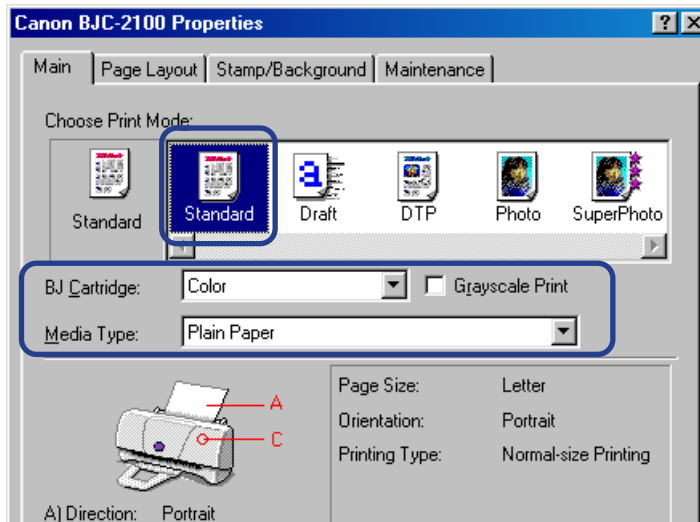 Canon BJC-2100 Properties
Main Page Layout Stamp/Background Maintenance
Choose Print Mode:
Standard Standard Draft DTP Photo SuperPhoto
BJ Cartridge: Color Grayscale Print
Media Type: Plain Paper
Page Size: Letter
A
Orientation: Portrait
C
Printing Type: Normal-size Printing
A) Direction: Portrait